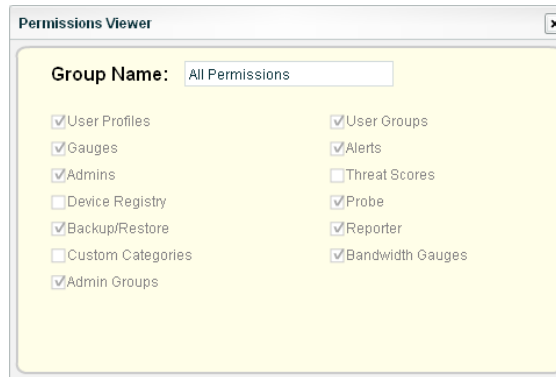 Permissions Viewer
Group Name: All Permissions
User Profiles
User Groups
Gauges
Alerts
Admins
Threat Scores
Device Registry
Probe
Backup/Restore
Reporter
Custom Categories
Bandwidth Gauges
Admin Groups